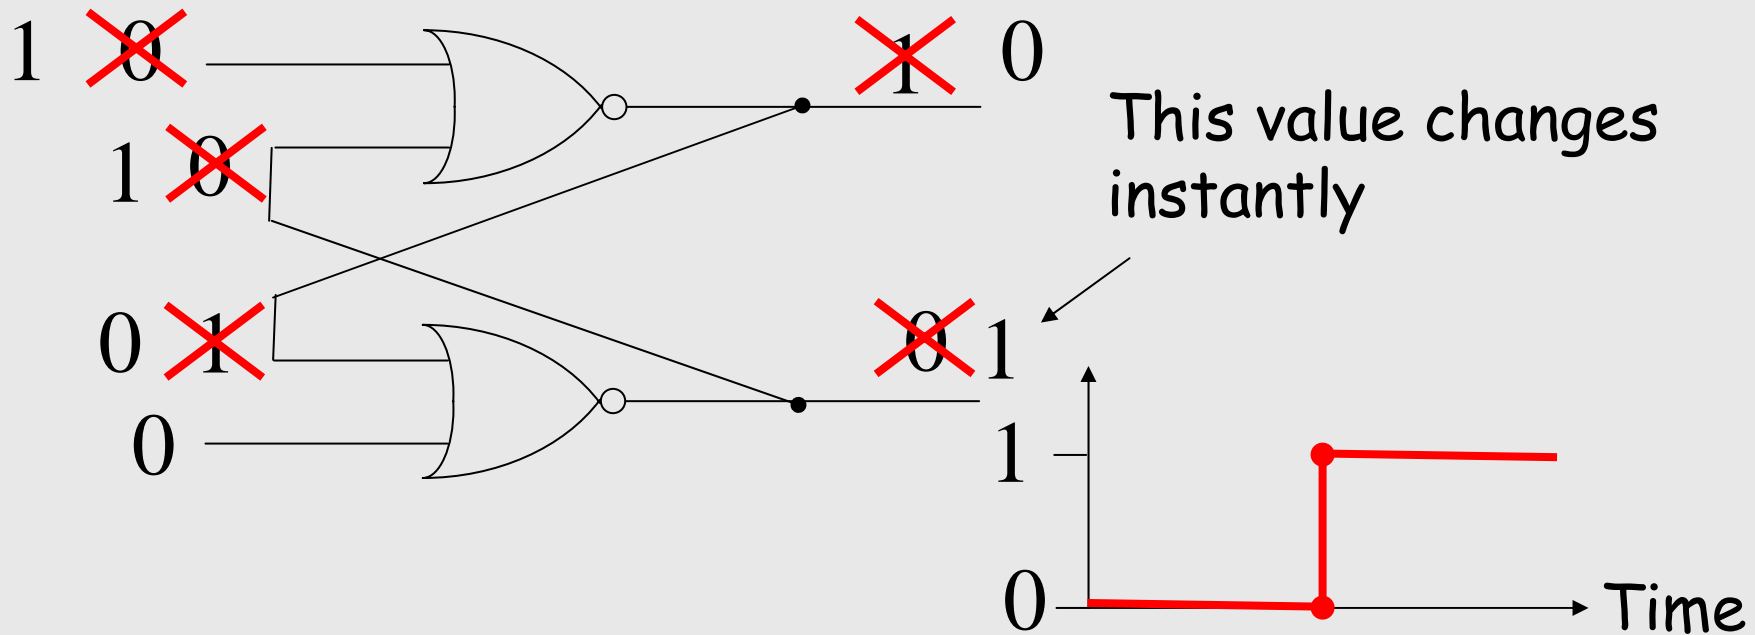 1 0 1 0
This value changes
instantly
1 0
0 1 0 1
0
1
0
Time